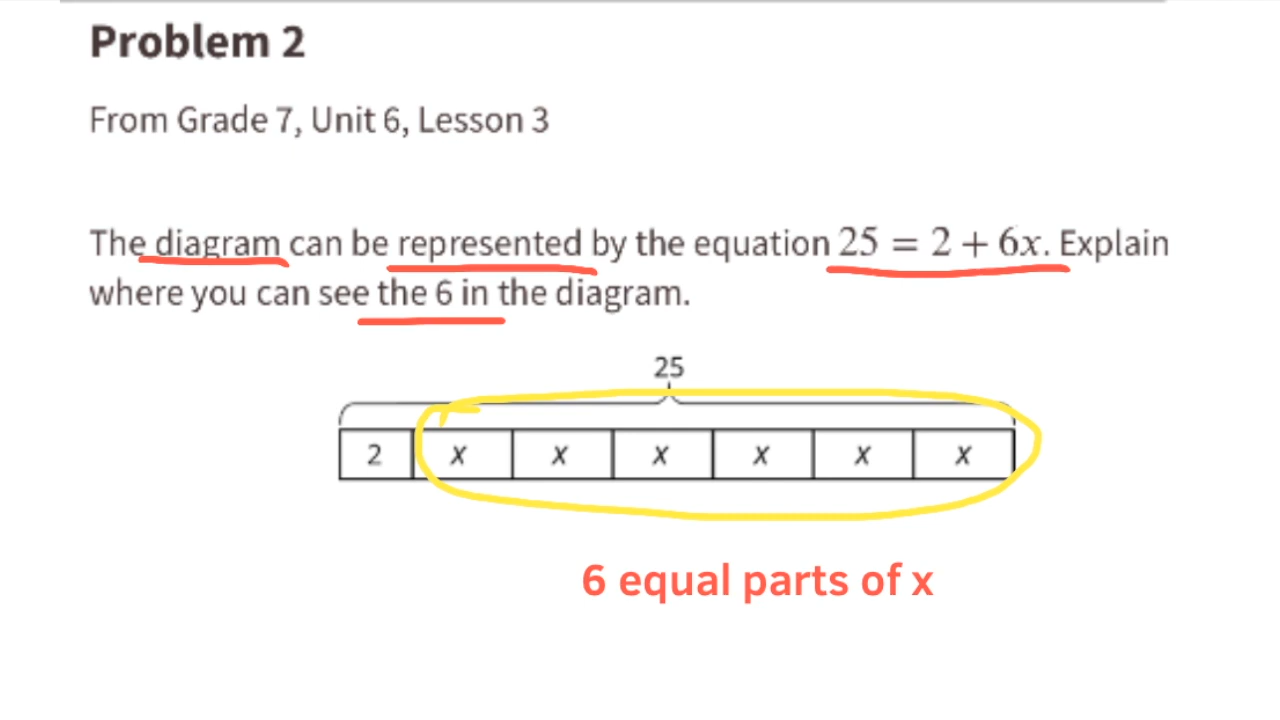 Problem 2
From Grade 7, Unit 6, Lesson 3
The diagram can be represented by the equation 25 = 2 + 6x. Explain
where you can see the 6 in the diagram.
25
2 x x x x x x
6 equal parts of x